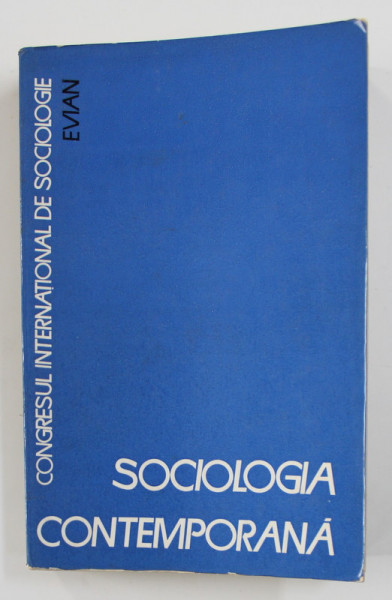 CONGRESUL INTERNAȚIONAL DE SOCIOLOGIE
EVIAN
SOCIOLOGIA
CONTEMPORANĂ